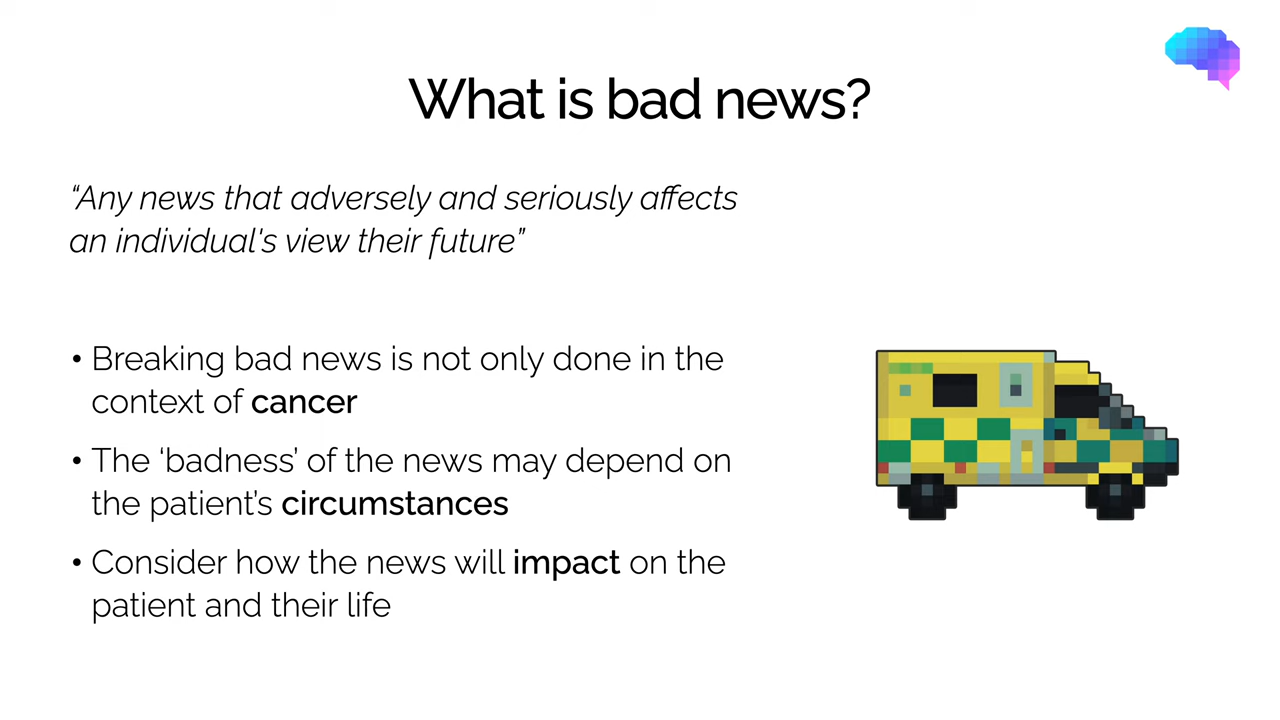 What is bad news?
“Any news that adversely and seriously affects
an individual's view their future”
• Breaking bad news is not only done in the
context of cancer
• The ‘badness’ of the news may depend on
the patient’s circumstances
• Consider how the news will impact on the
patient and their life